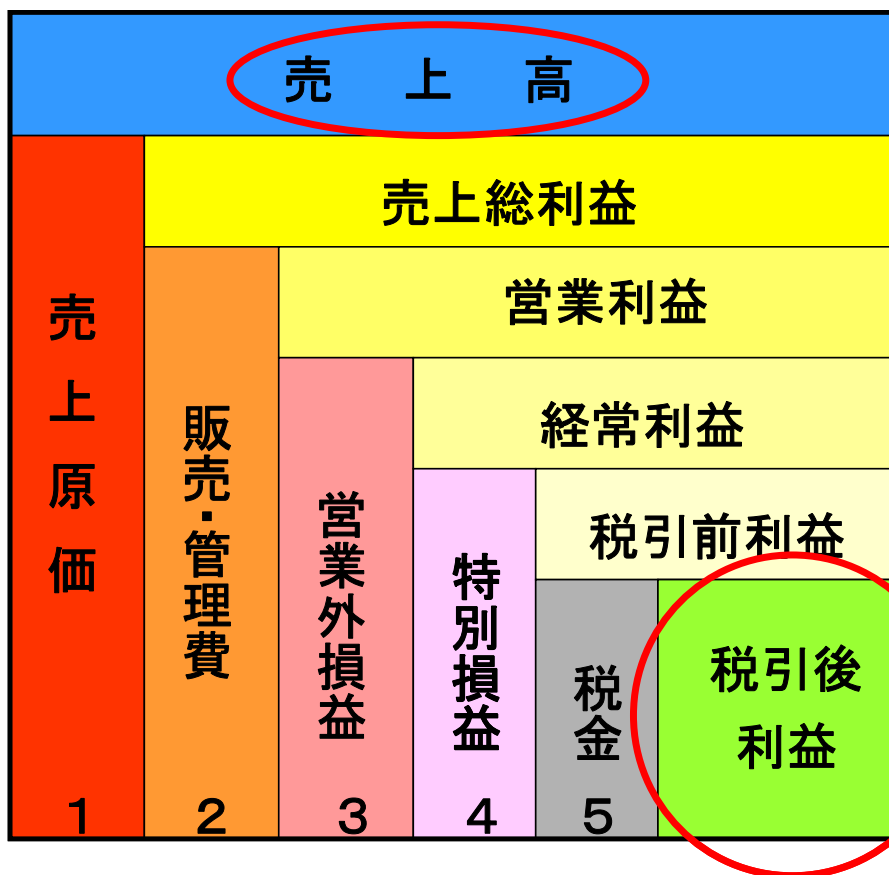 売上高
売上総利益
営業利益
経常利益
税引前利益
売上原価
販売・管理費
営業外損益
特別損益
税金
税引後
利益
1
2
3
4
5